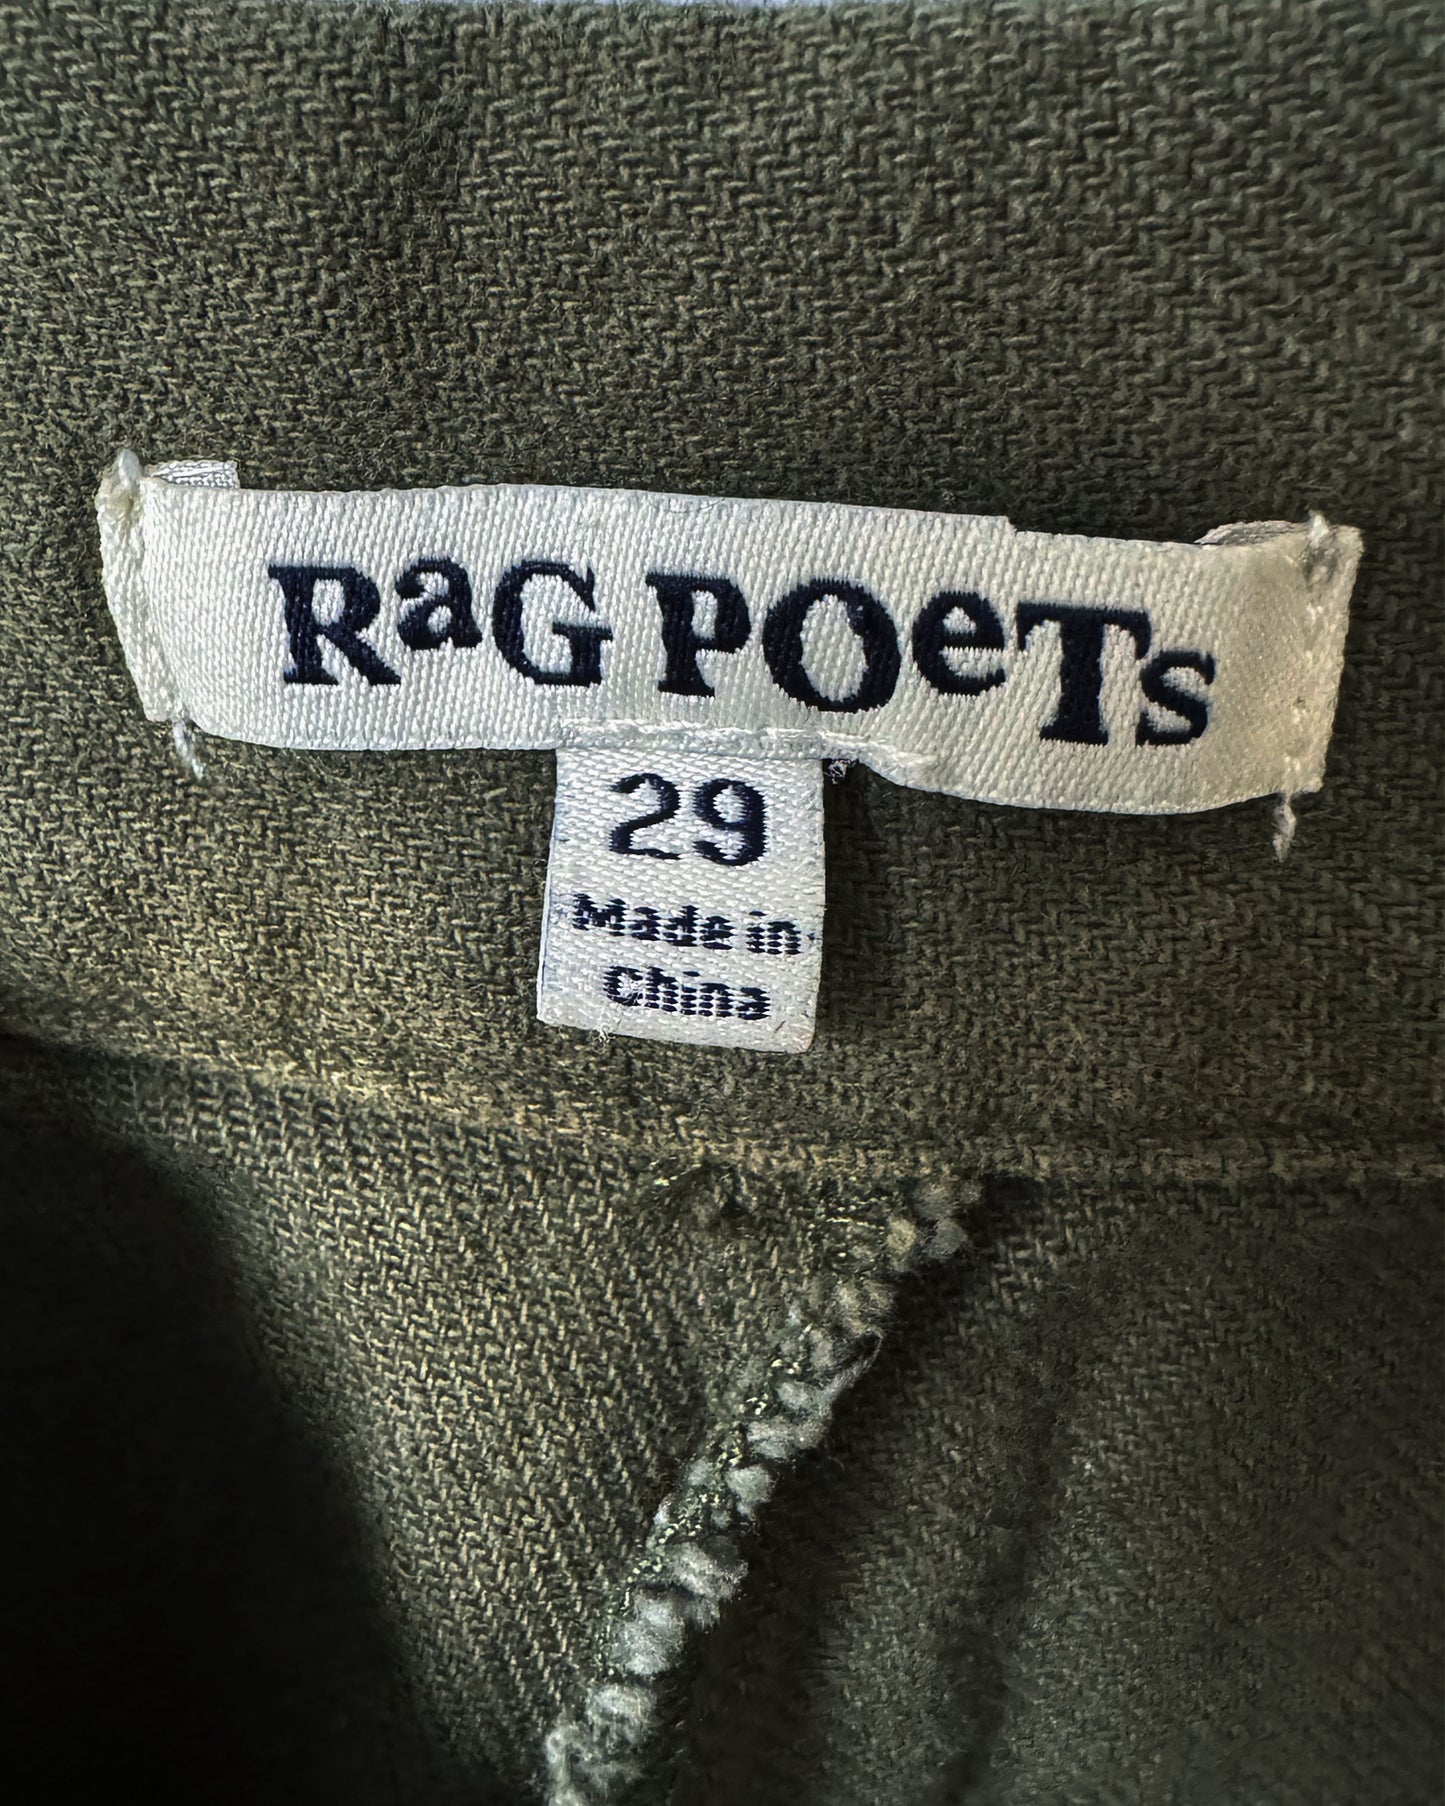 RaG POeTs
29
Made in
China